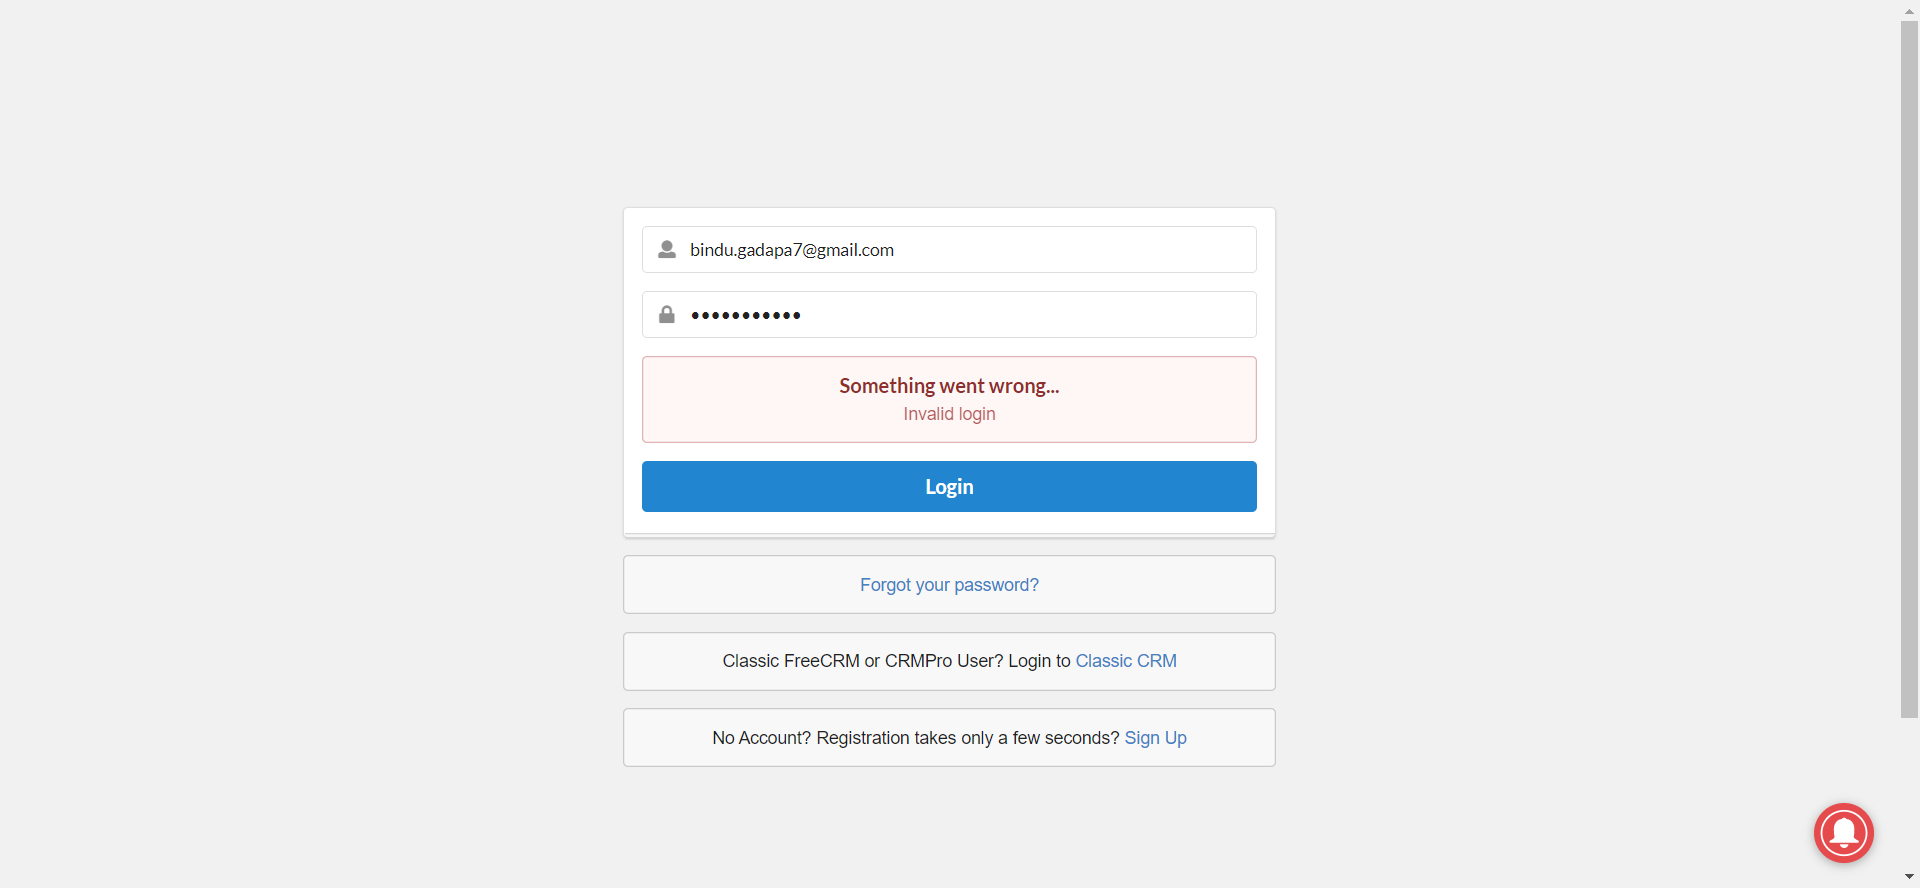 bindu.gadapa7@gmail.com
•••••••••••
Something went wrong...
Invalid login
Login
Forgot your password?
Classic FreeCRM or CRMPro User? Login to Classic CRM
No Account? Registration takes only a few seconds? Sign Up